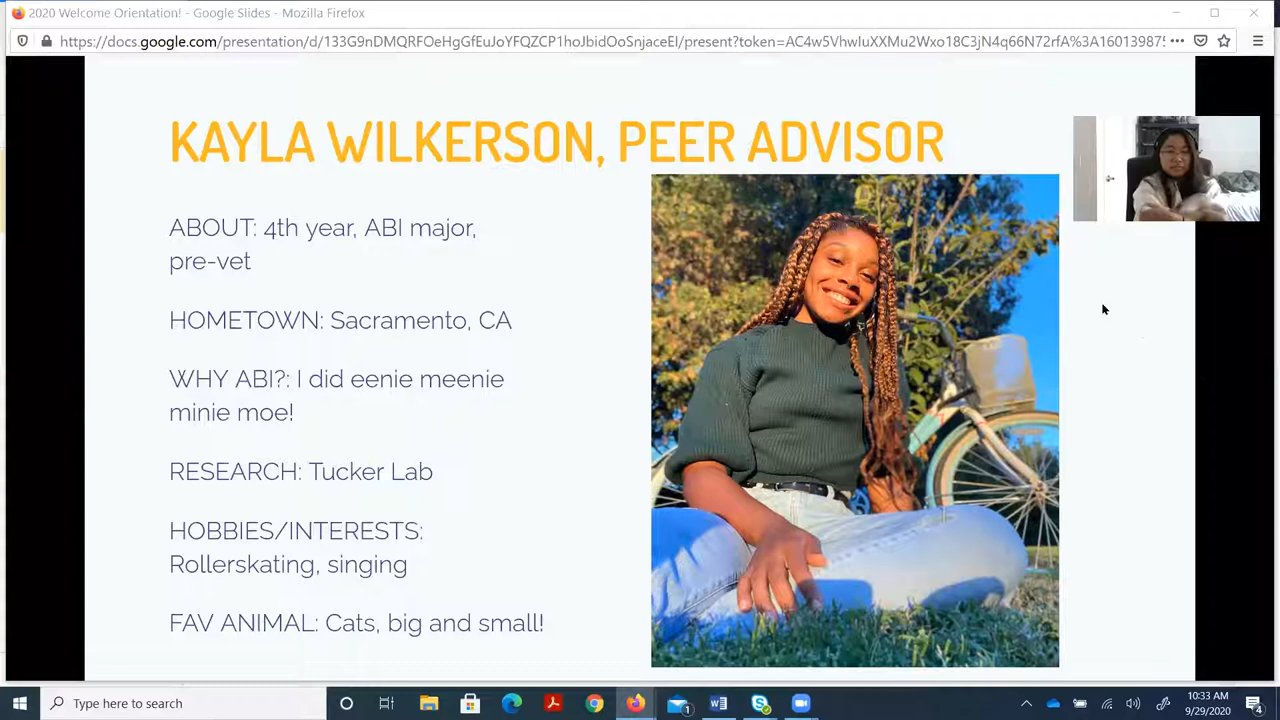 2020 Welcome Orientation! - Google Slides - Mozilla Firefox
https://docs.google.com/presentation/d/133G9nDMQRFOeHgGfEuJoYFQZCP1hoJbidOoSnjaceEI/present?token=AC4w5VhwIuXXMu2Wxo18C3jN4q66N72rfA%3A160139875
KAYLA WILKERSON, PEER ADVISOR
ABOUT: 4th year, ABI major,
pre-vet
HOMETOWN: Sacramento, CA
WHY ABI?: I did eenie meenie
minie moe!
RESEARCH: Tucker Lab
HOBBIES/INTERESTS:
Rollerskating, singing
FAV ANIMAL: Cats, big and small!
Type here to search
1
10:33 AM
9/29/2020
4